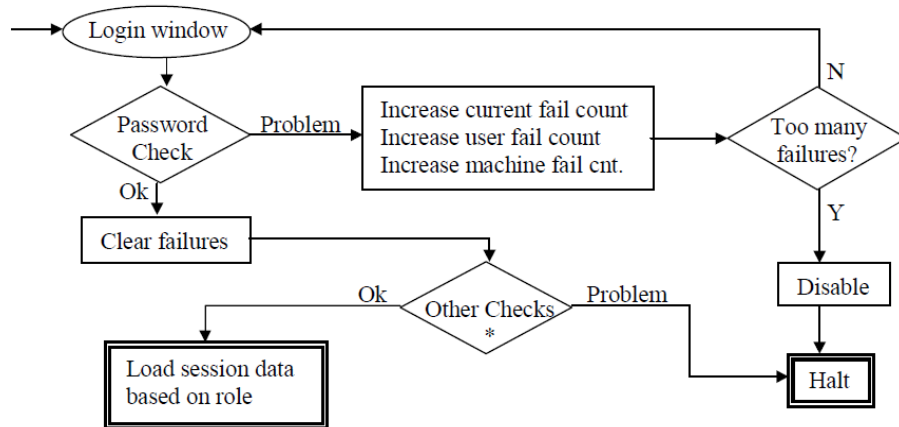 Login window
N
Password
Check
Problem
Increase current fail count
Increase user fail count
Increase machine fail cnt.
Too many
failures?
Ok
Y
Clear failures
Disable
Ok
Other Checks
*
Problem
Load session data
based on role
Halt